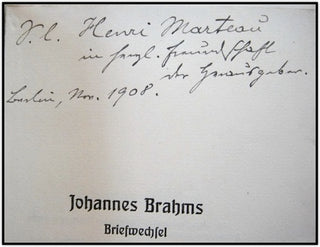 S. l. Henri Marteau
in herzl. Freundschaft
der Herausgeber.
Berlin, Nov. 1908.
Johannes Brahms
Briefwechsel